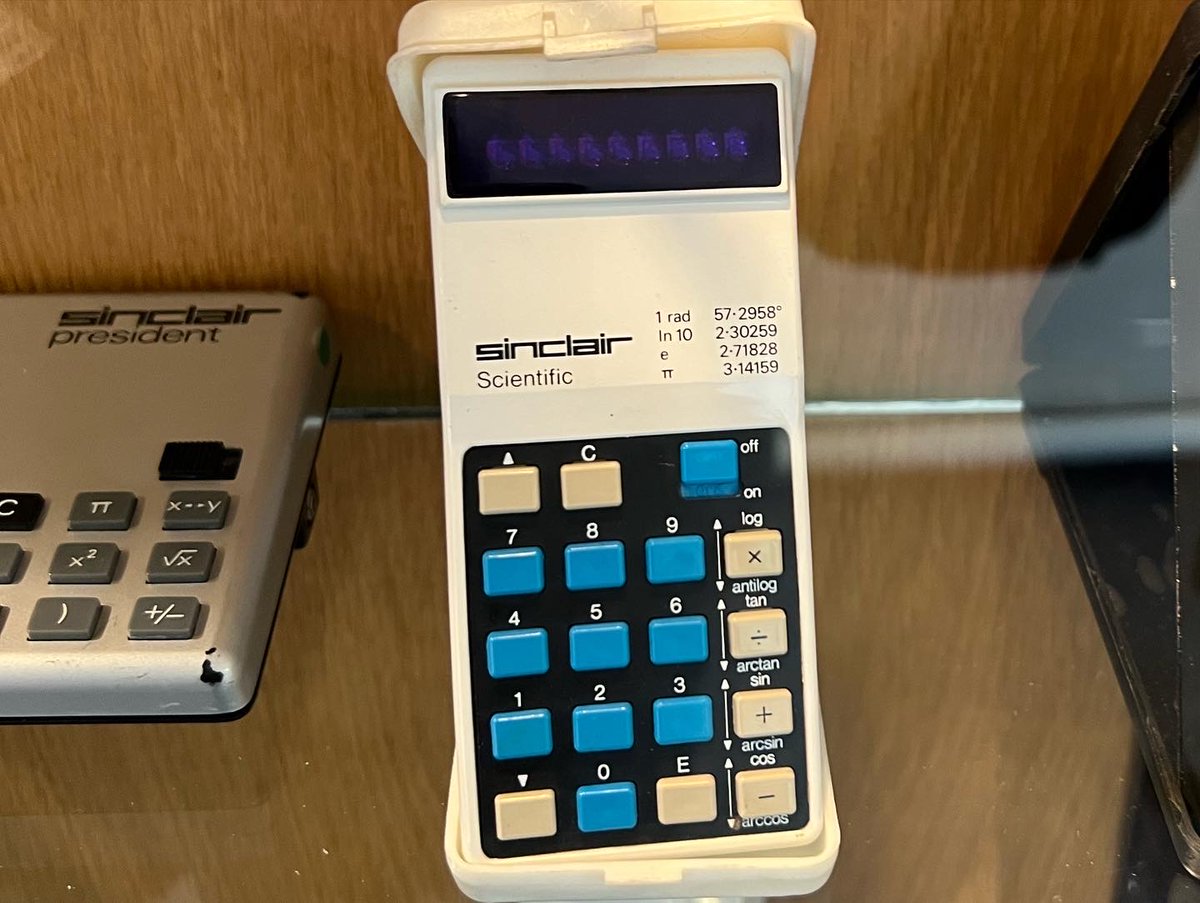 sinclair
president
C
π
x--y
x²
√x
)
+/−
sinclair
Scientific
1 rad 57·2958°
ln 10 2·30259
e 2·71828
π 3·14159
▲ C off
on
7 8 9 log
×
antilog
4 5 6 tan
÷
arctan
1 2 3 sin
+
arcsin
▼ 0 E cos
−
arccos